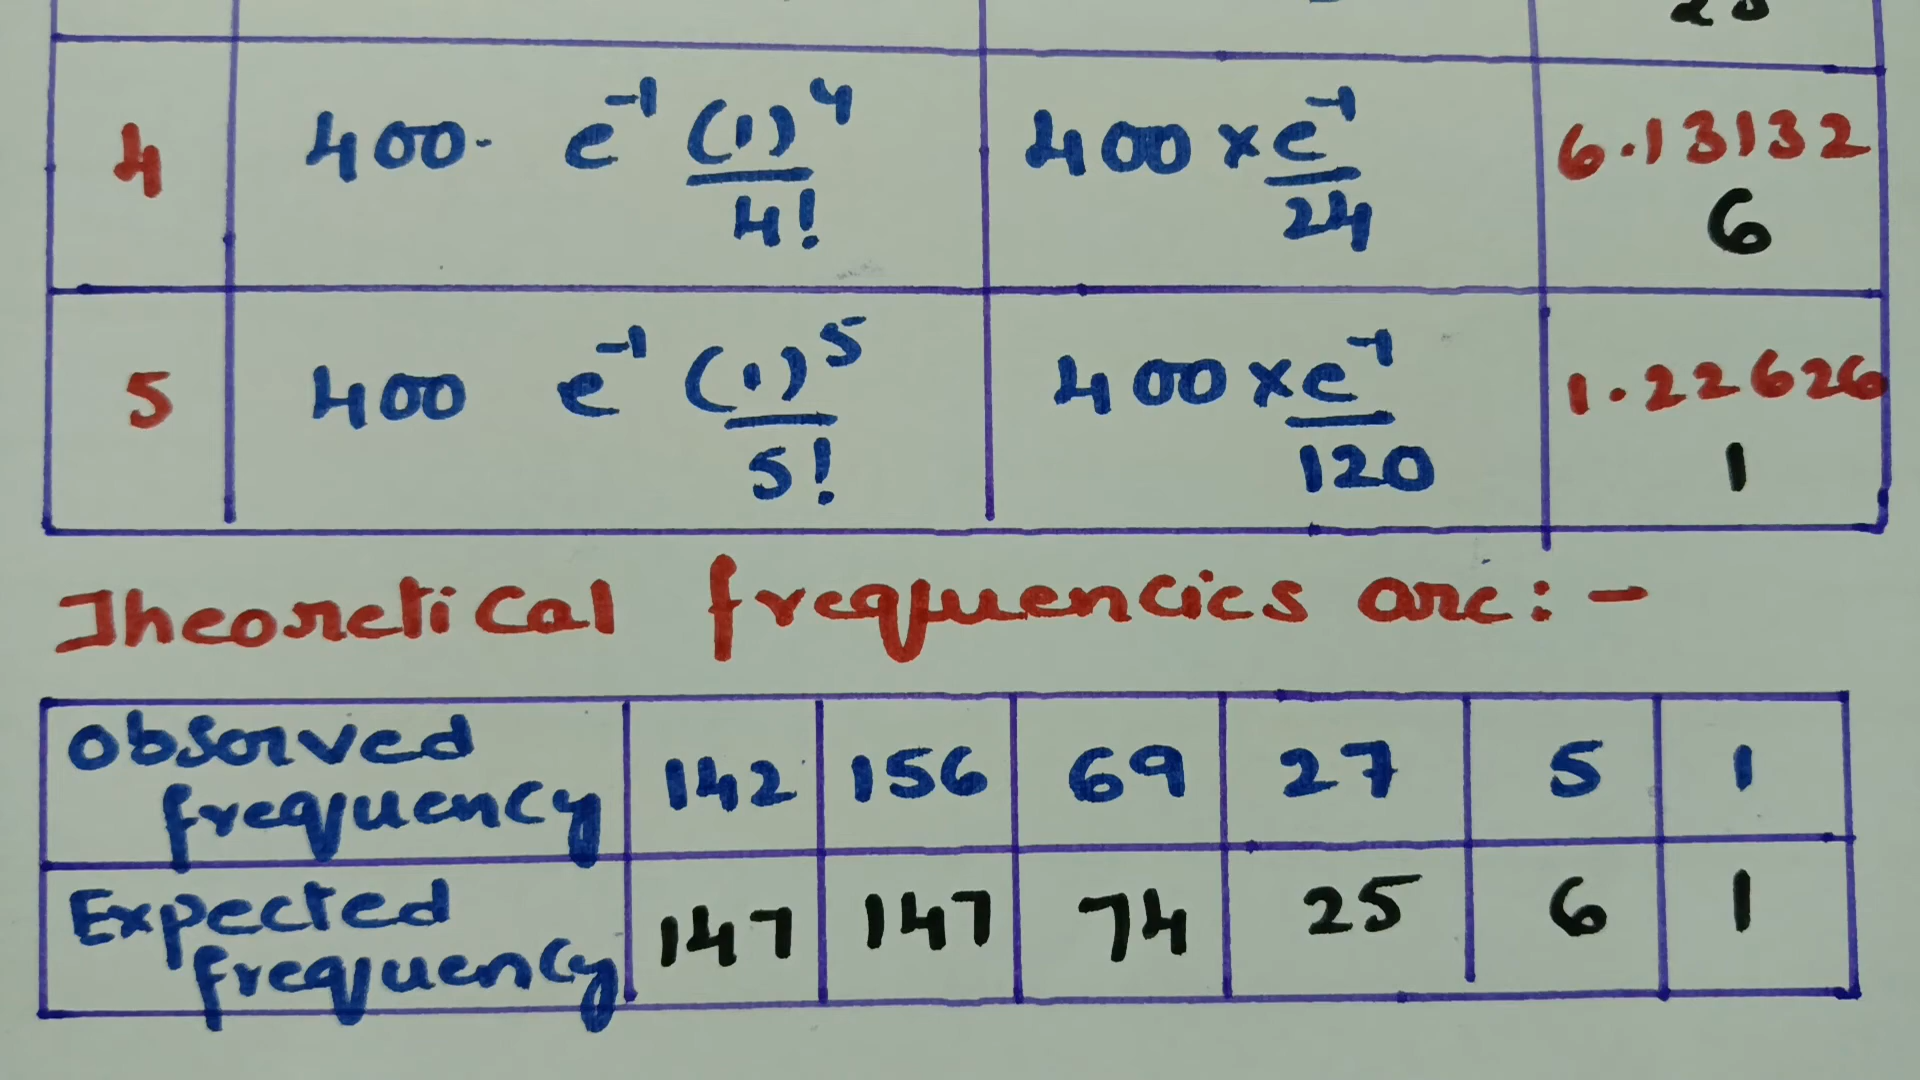 4 400. e⁻¹ (1)⁴/4! 400 × e⁻¹/24 6.13132
6
5 400 e⁻¹ (1)⁵/5! 400 × e⁻¹/120 1.22626
1
Theoretical frequencies are:-
Observed frequency 142 156 69 27 5 1
Expected frequency 147 147 74 25 6 1